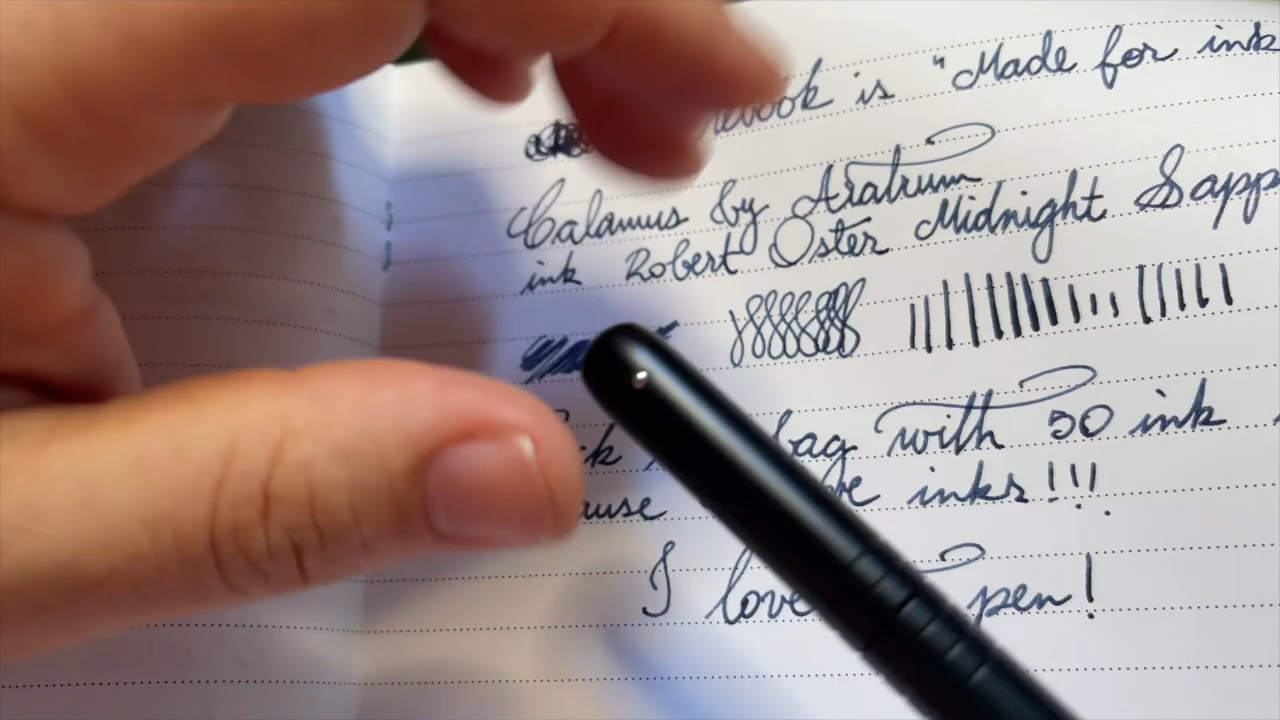 is "Made for ink
Calamus by Aratrum
ink Robert Oster Midnight Sapp
bag with 50 ink
inks!!!
I love pen!